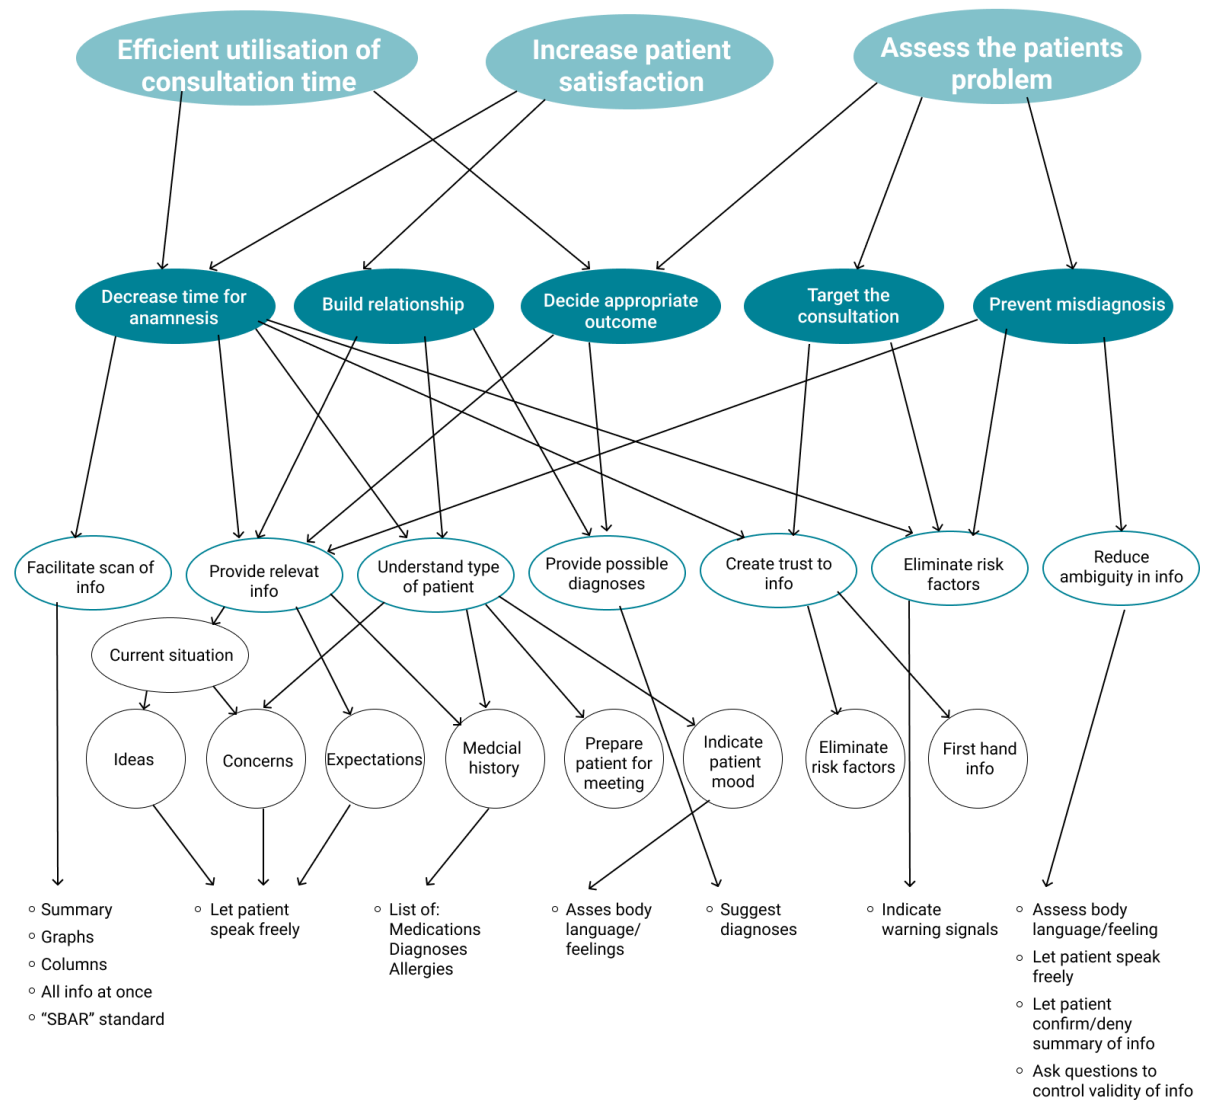 Efficient utilisation of
consultation time
Increase patient
satisfaction
Assess the patients
problem
Decrease time for
anamnesis
Build relationship
Decide appropriate
outcome
Target the
consultation
Prevent misdiagnosis
Facilitate scan of
info
Provide relevat
info
Understand type
of patient
Provide possible
diagnoses
Create trust to
info
Eliminate risk
factors
Reduce
ambiguity in info
Current situation
Ideas
Concerns
Expectations
Medcial
history
Prepare
patient for
meeting
Indicate
patient
mood
Eliminate
risk factors
First hand
info
Summary
Graphs
Columns
All info at once
“SBAR” standard
Let patient
speak freely
List of:
Medications
Diagnoses
Allergies
Asses body
language/
feelings
Suggest
diagnoses
Indicate
warning signals
Assess body
language/feeling
Let patient speak
freely
Let patient
confirm/deny
summary of info
Ask questions to
control validity of info